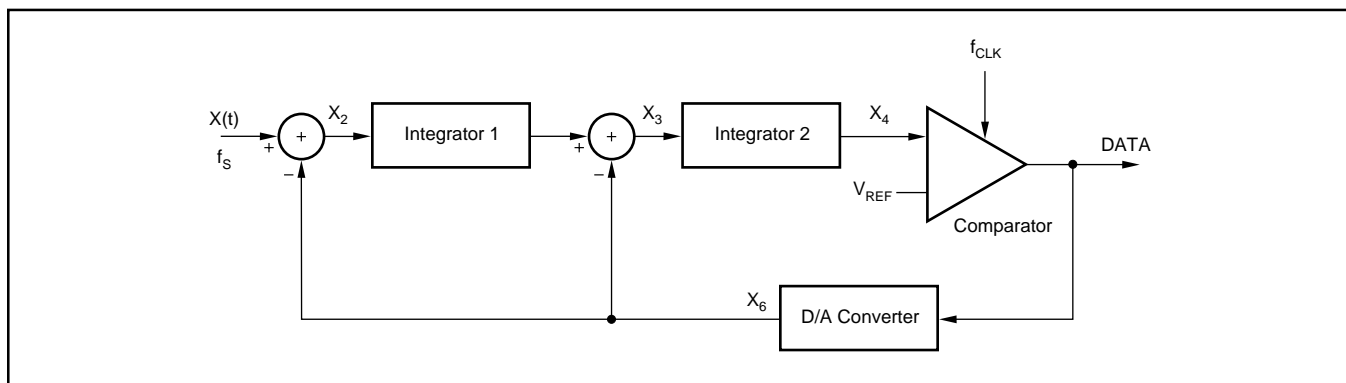 f_CLK
X(t)
X_2
X_3
X_4
Integrator 1
Integrator 2
+
+
+
+
f_S
–
–
DATA
V_REF
Comparator
X_6
D/A Converter